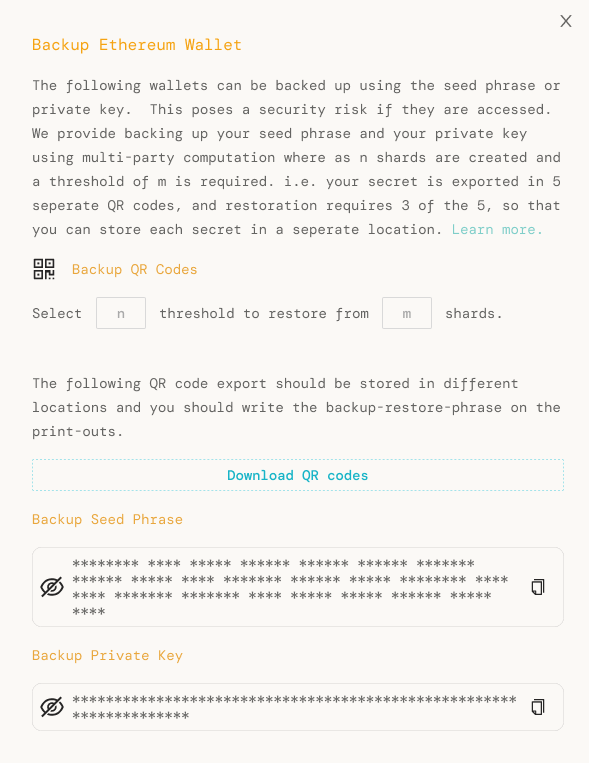 Backup Ethereum Wallet
The following wallets can be backed up using the seed phrase or
private key.  This poses a security risk if they are accessed.
We provide backing up your seed phrase and your private key
using multi-party computation where as n shards are created and
a threshold of m is required. i.e. your secret is exported in 5
seperate QR codes, and restoration requires 3 of the 5, so that
you can store each secret in a seperate location. Learn more.
Backup QR Codes
Select n threshold to restore from m shards.
The following QR code export should be stored in different
locations and you should write the backup-restore-phrase on the
print-outs.
Download QR codes
Backup Seed Phrase
******** **** ***** ****** ****** ****** *******
****** ***** **** ******* ****** ***** ******** ****
**** ******* ******* **** ***** ***** ****** *****
****
Backup Private Key
*****************************************************
**************